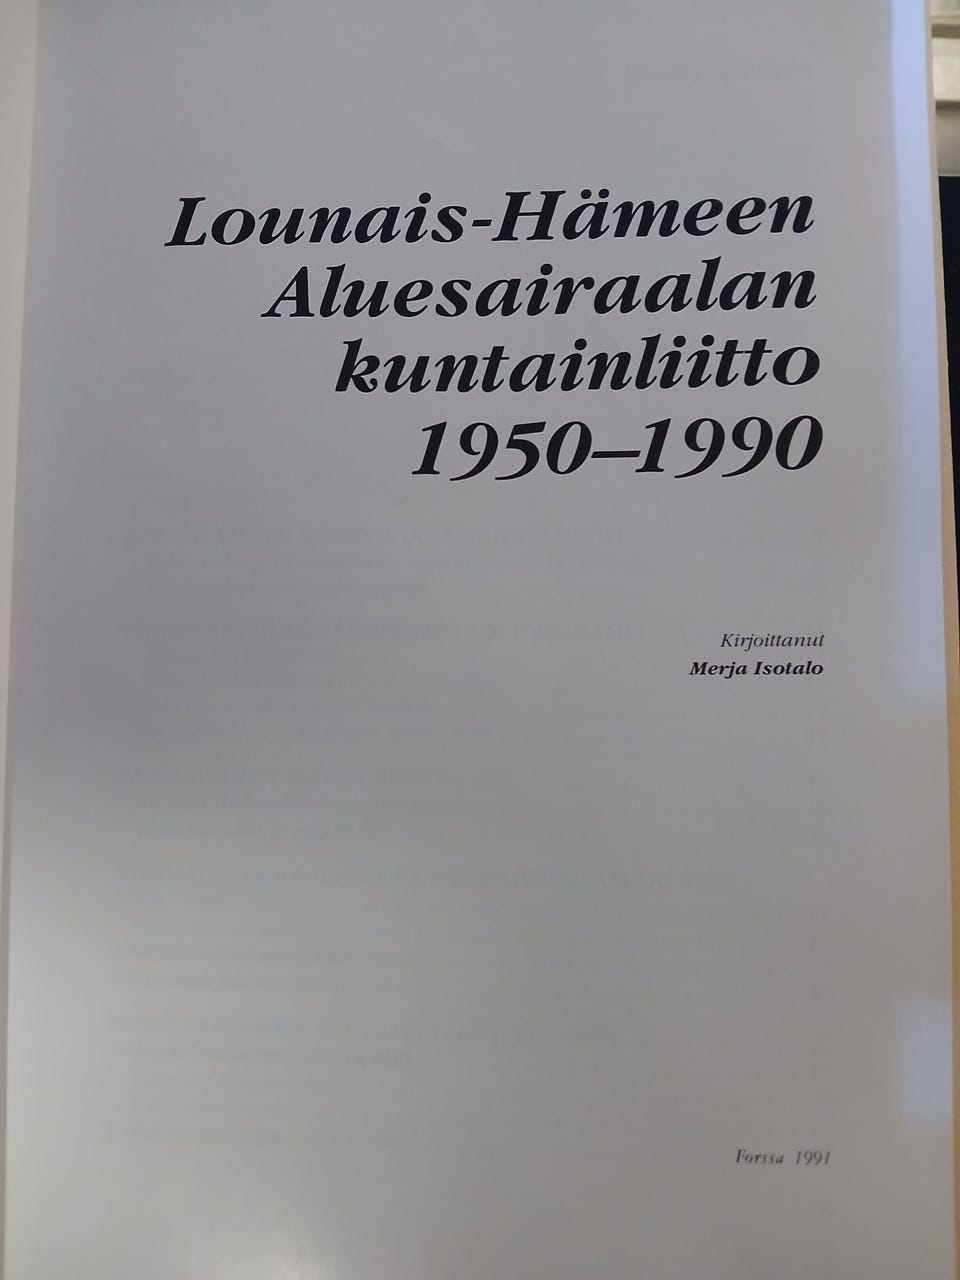 Lounais-Hämeen
Aluesairaalan
kuntainliitto
1950–1990
Kirjoittanut
Merja Isotalo
Forssa 1991